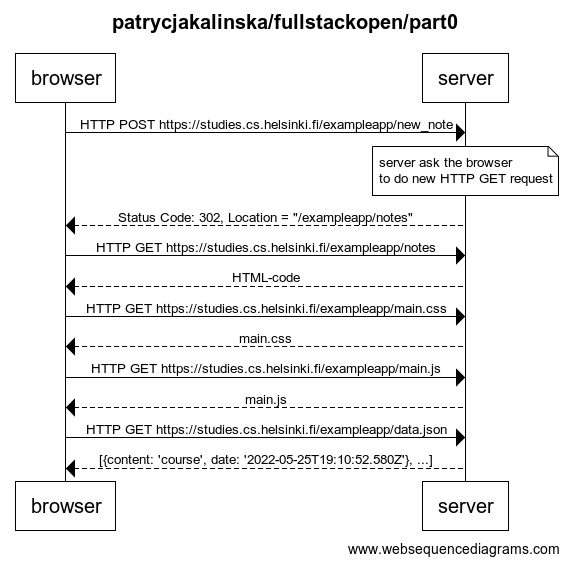 patrycjakalinska/fullstackopen/part0
browser
server
HTTP POST https://studies.cs.helsinki.fi/exampleapp/new_note
server ask the browser
to do new HTTP GET request
Status Code: 302, Location = "/exampleapp/notes"
HTTP GET https://studies.cs.helsinki.fi/exampleapp/notes
HTML-code
HTTP GET https://studies.cs.helsinki.fi/exampleapp/main.css
main.css
HTTP GET https://studies.cs.helsinki.fi/exampleapp/main.js
main.js
HTTP GET https://studies.cs.helsinki.fi/exampleapp/data.json
[{content: 'course', date: '2022-05-25T19:10:52.580Z'}, ...]
browser
server
www.websequencediagrams.com